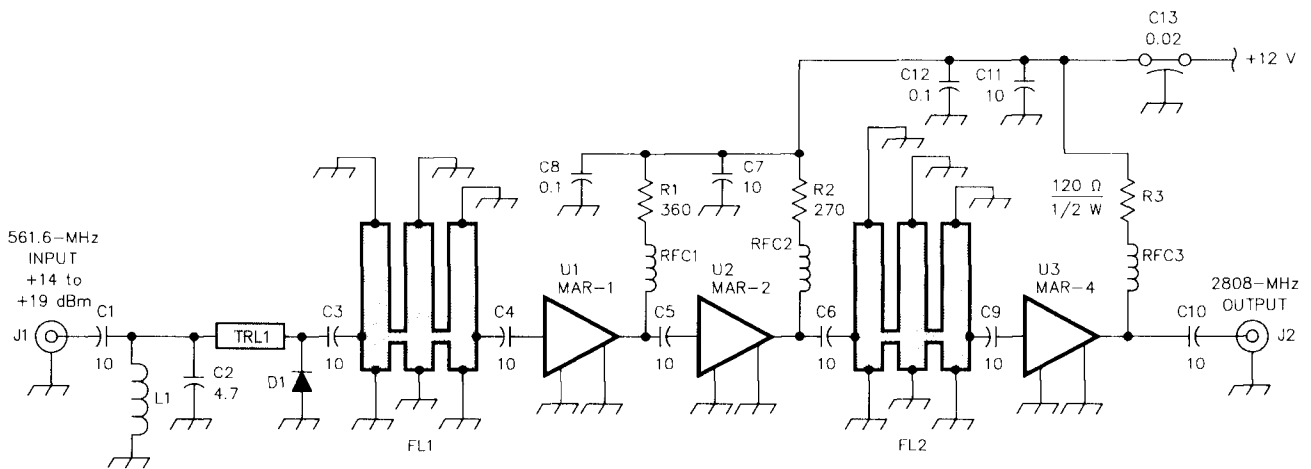 C13
0.02
+12 V
C12
0.1
C11
10
C8
0.1
R1
360
C7
10
R2
270
120 Ω
1/2 W
R3
RFC1
RFC2
RFC3
561.6-MHz
INPUT
+14 to
+19 dBm
J1
C1
10
L1
C2
4.7
TRL1
D1
C3
10
FL1
C4
10
U1
MAR-1
C5
10
U2
MAR-2
C6
10
FL2
C9
10
U3
MAR-4
C10
10
2808-MHz
OUTPUT
J2